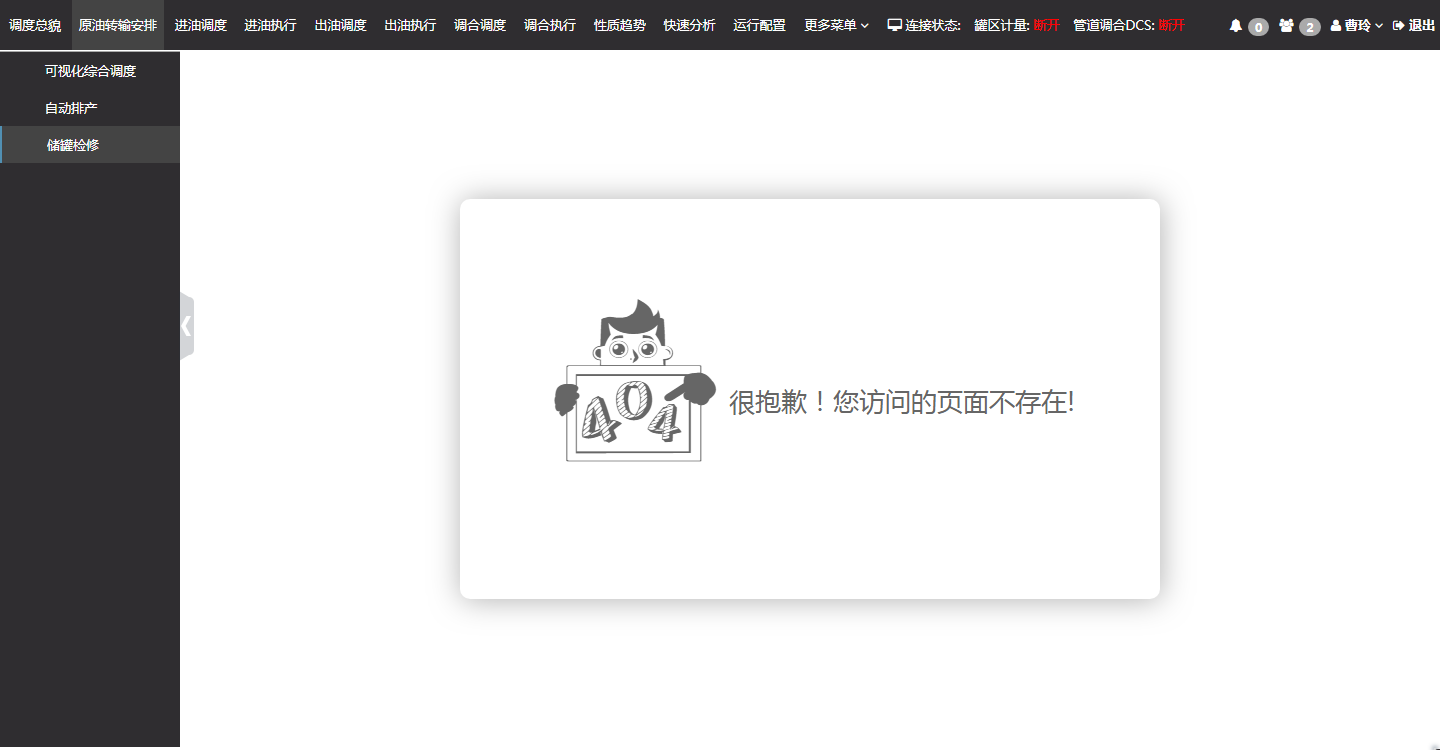 调度总貌 原油转输安排 进油调度 进油执行 出油调度 出油执行 调合调度 调合执行 性质趋势 快速分析 运行配置 更多菜单 连接状态: 罐区计量: 断开 管道调合DCS: 断开 0 2 曹玲 退出
可视化综合调度
自动排产
储罐检修
404
很抱歉！您访问的页面不存在!